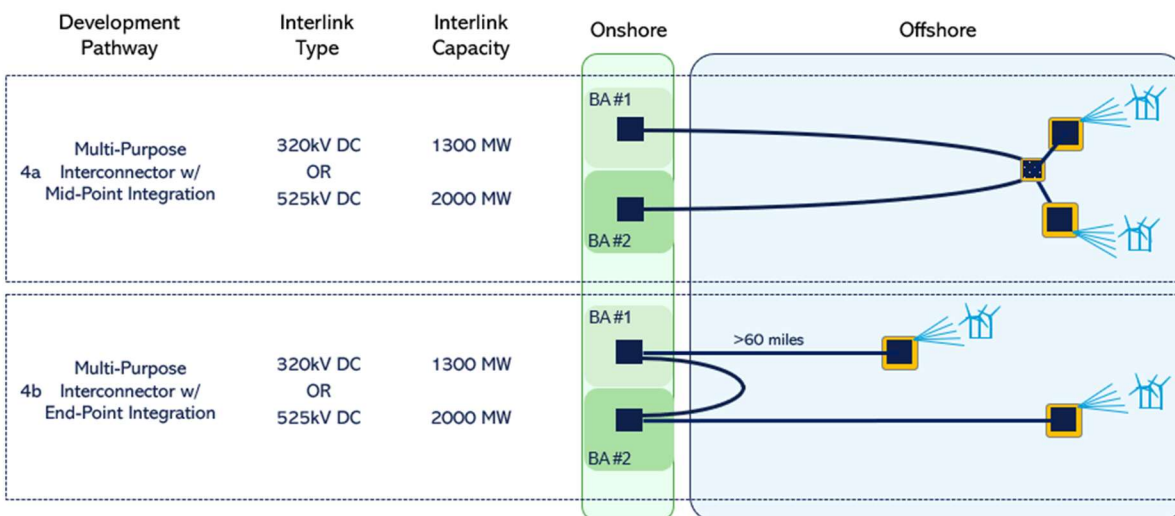 Development
Pathway
Interlink
Type
Interlink
Capacity
Onshore
Offshore
BA #1
4a
Multi-Purpose
Interconnector w/
Mid-Point Integration
320kV DC
OR
525kV DC
1300 MW
2000 MW
BA #2
BA #1
>60 miles
4b
Multi-Purpose
Interconnector w/
End-Point Integration
320kV DC
OR
525kV DC
1300 MW
2000 MW
BA #2